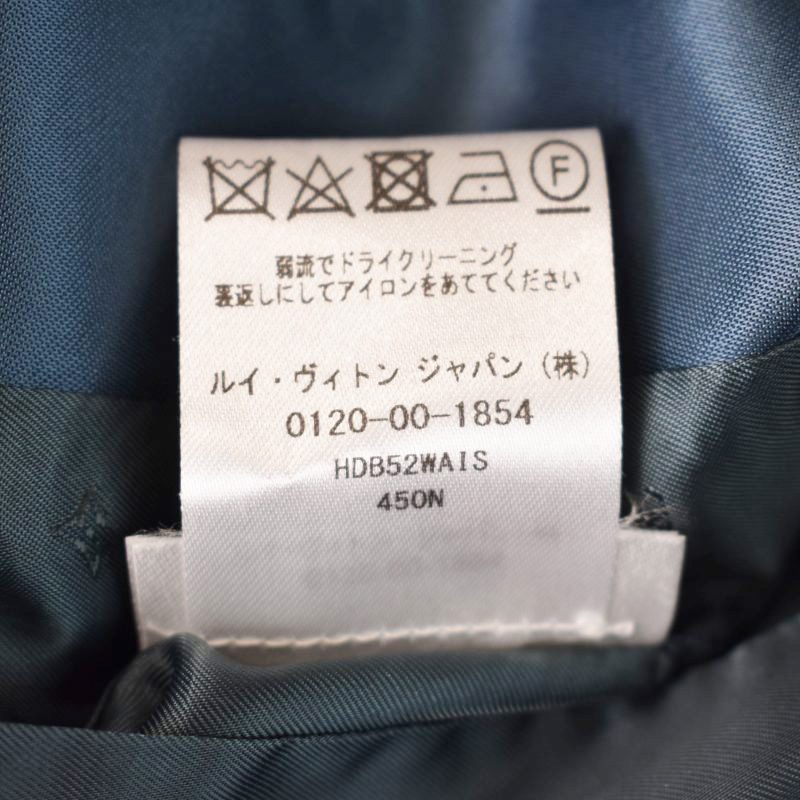 F
弱流でドライクリーニング
裏返しにしてアイロンをあててください
ルイ・ヴィトン ジャパン (株)
0120-00-1854
HDB52WAIS
450N